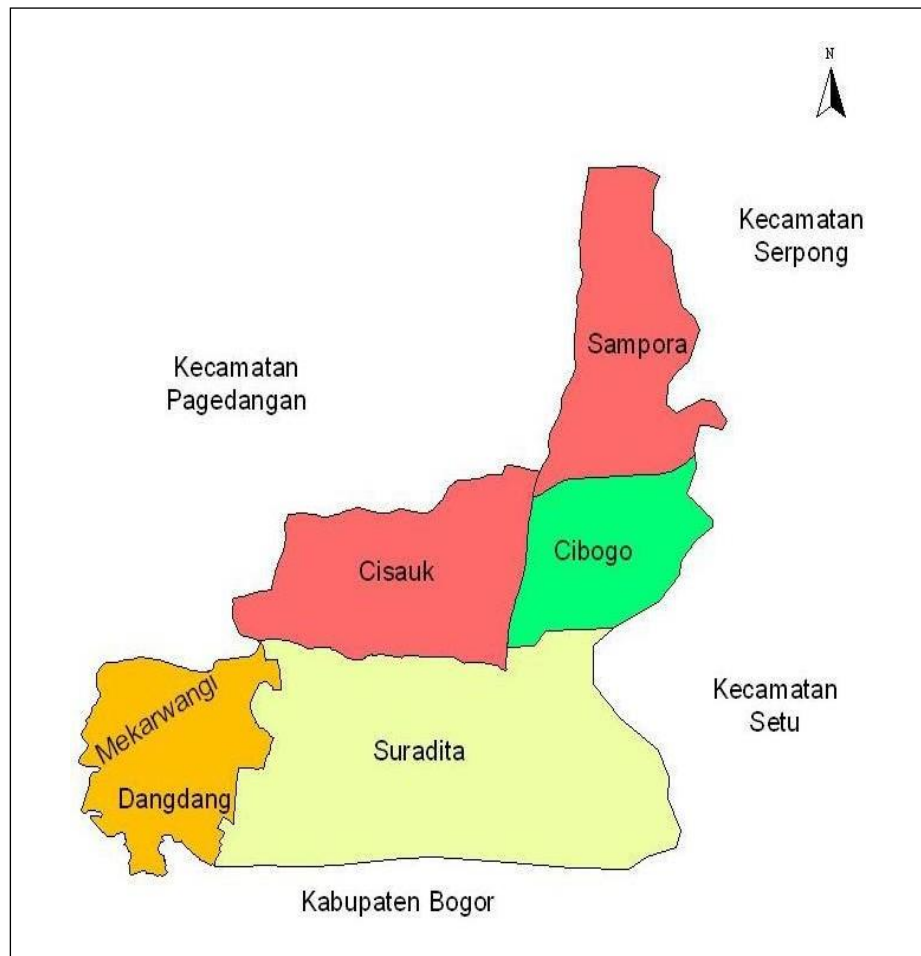 N
Kecamatan
Serpong
Sampora
Kecamatan
Pagedangan
Cibogo
Cisauk
Mekarwangi
Kecamatan
Setu
Suradita
Dangdang
Kabupaten Bogor